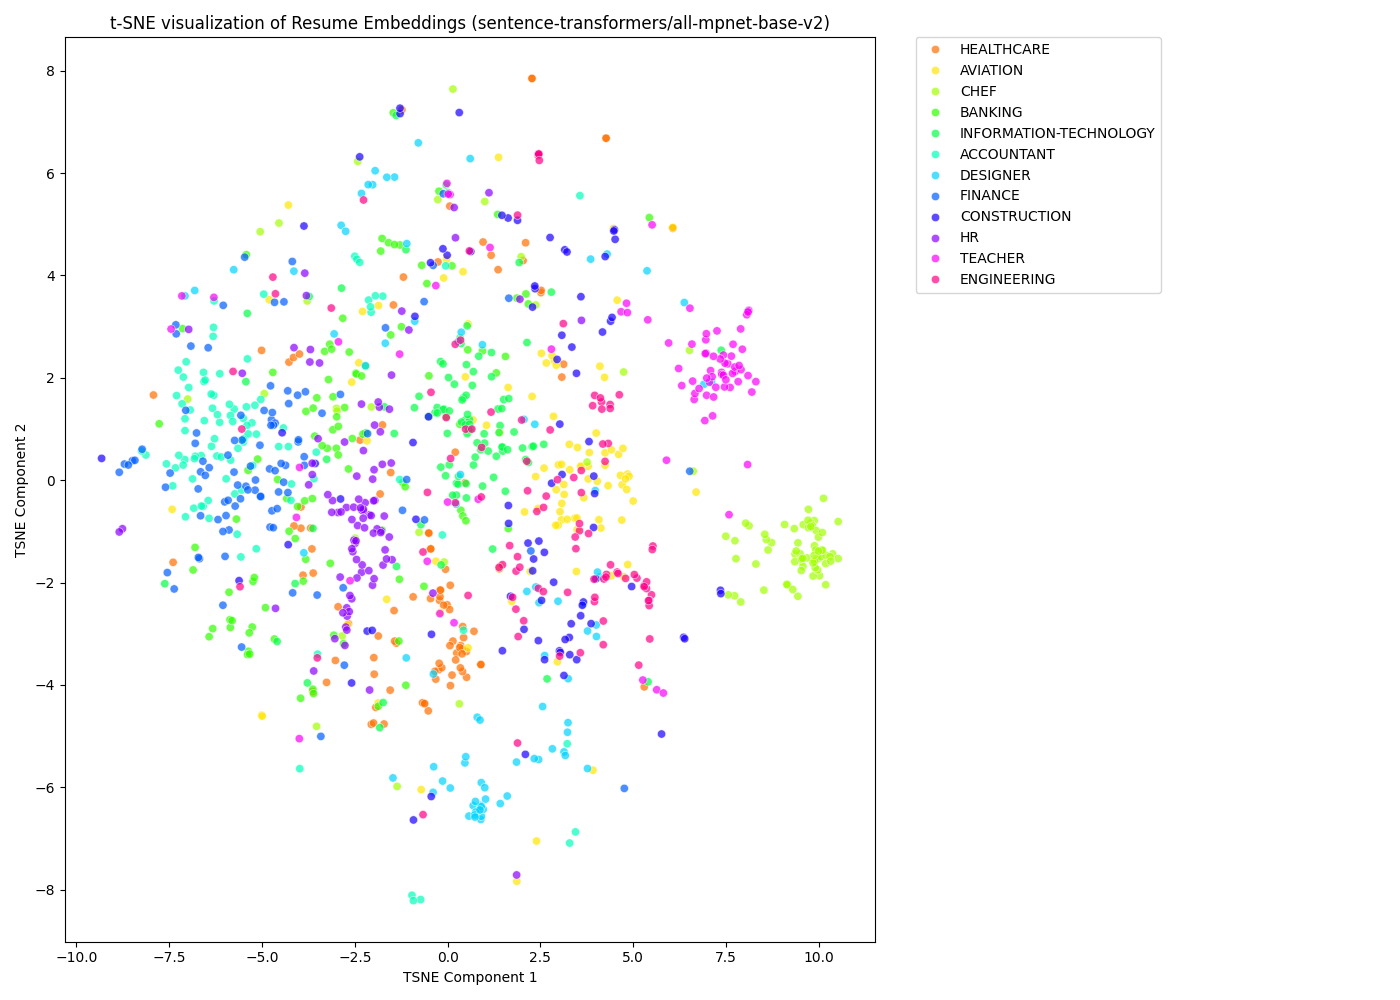 t-SNE visualization of Resume Embeddings (sentence-transformers/all-mpnet-base-v2)
HEALTHCARE
AVIATION
CHEF
BANKING
INFORMATION-TECHNOLOGY
ACCOUNTANT
DESIGNER
FINANCE
CONSTRUCTION
HR
TEACHER
ENGINEERING
TSNE Component 2
8
6
4
2
0
−2
−4
−6
−8
−10.0 −7.5 −5.0 −2.5 0.0 2.5 5.0 7.5 10.0
TSNE Component 1